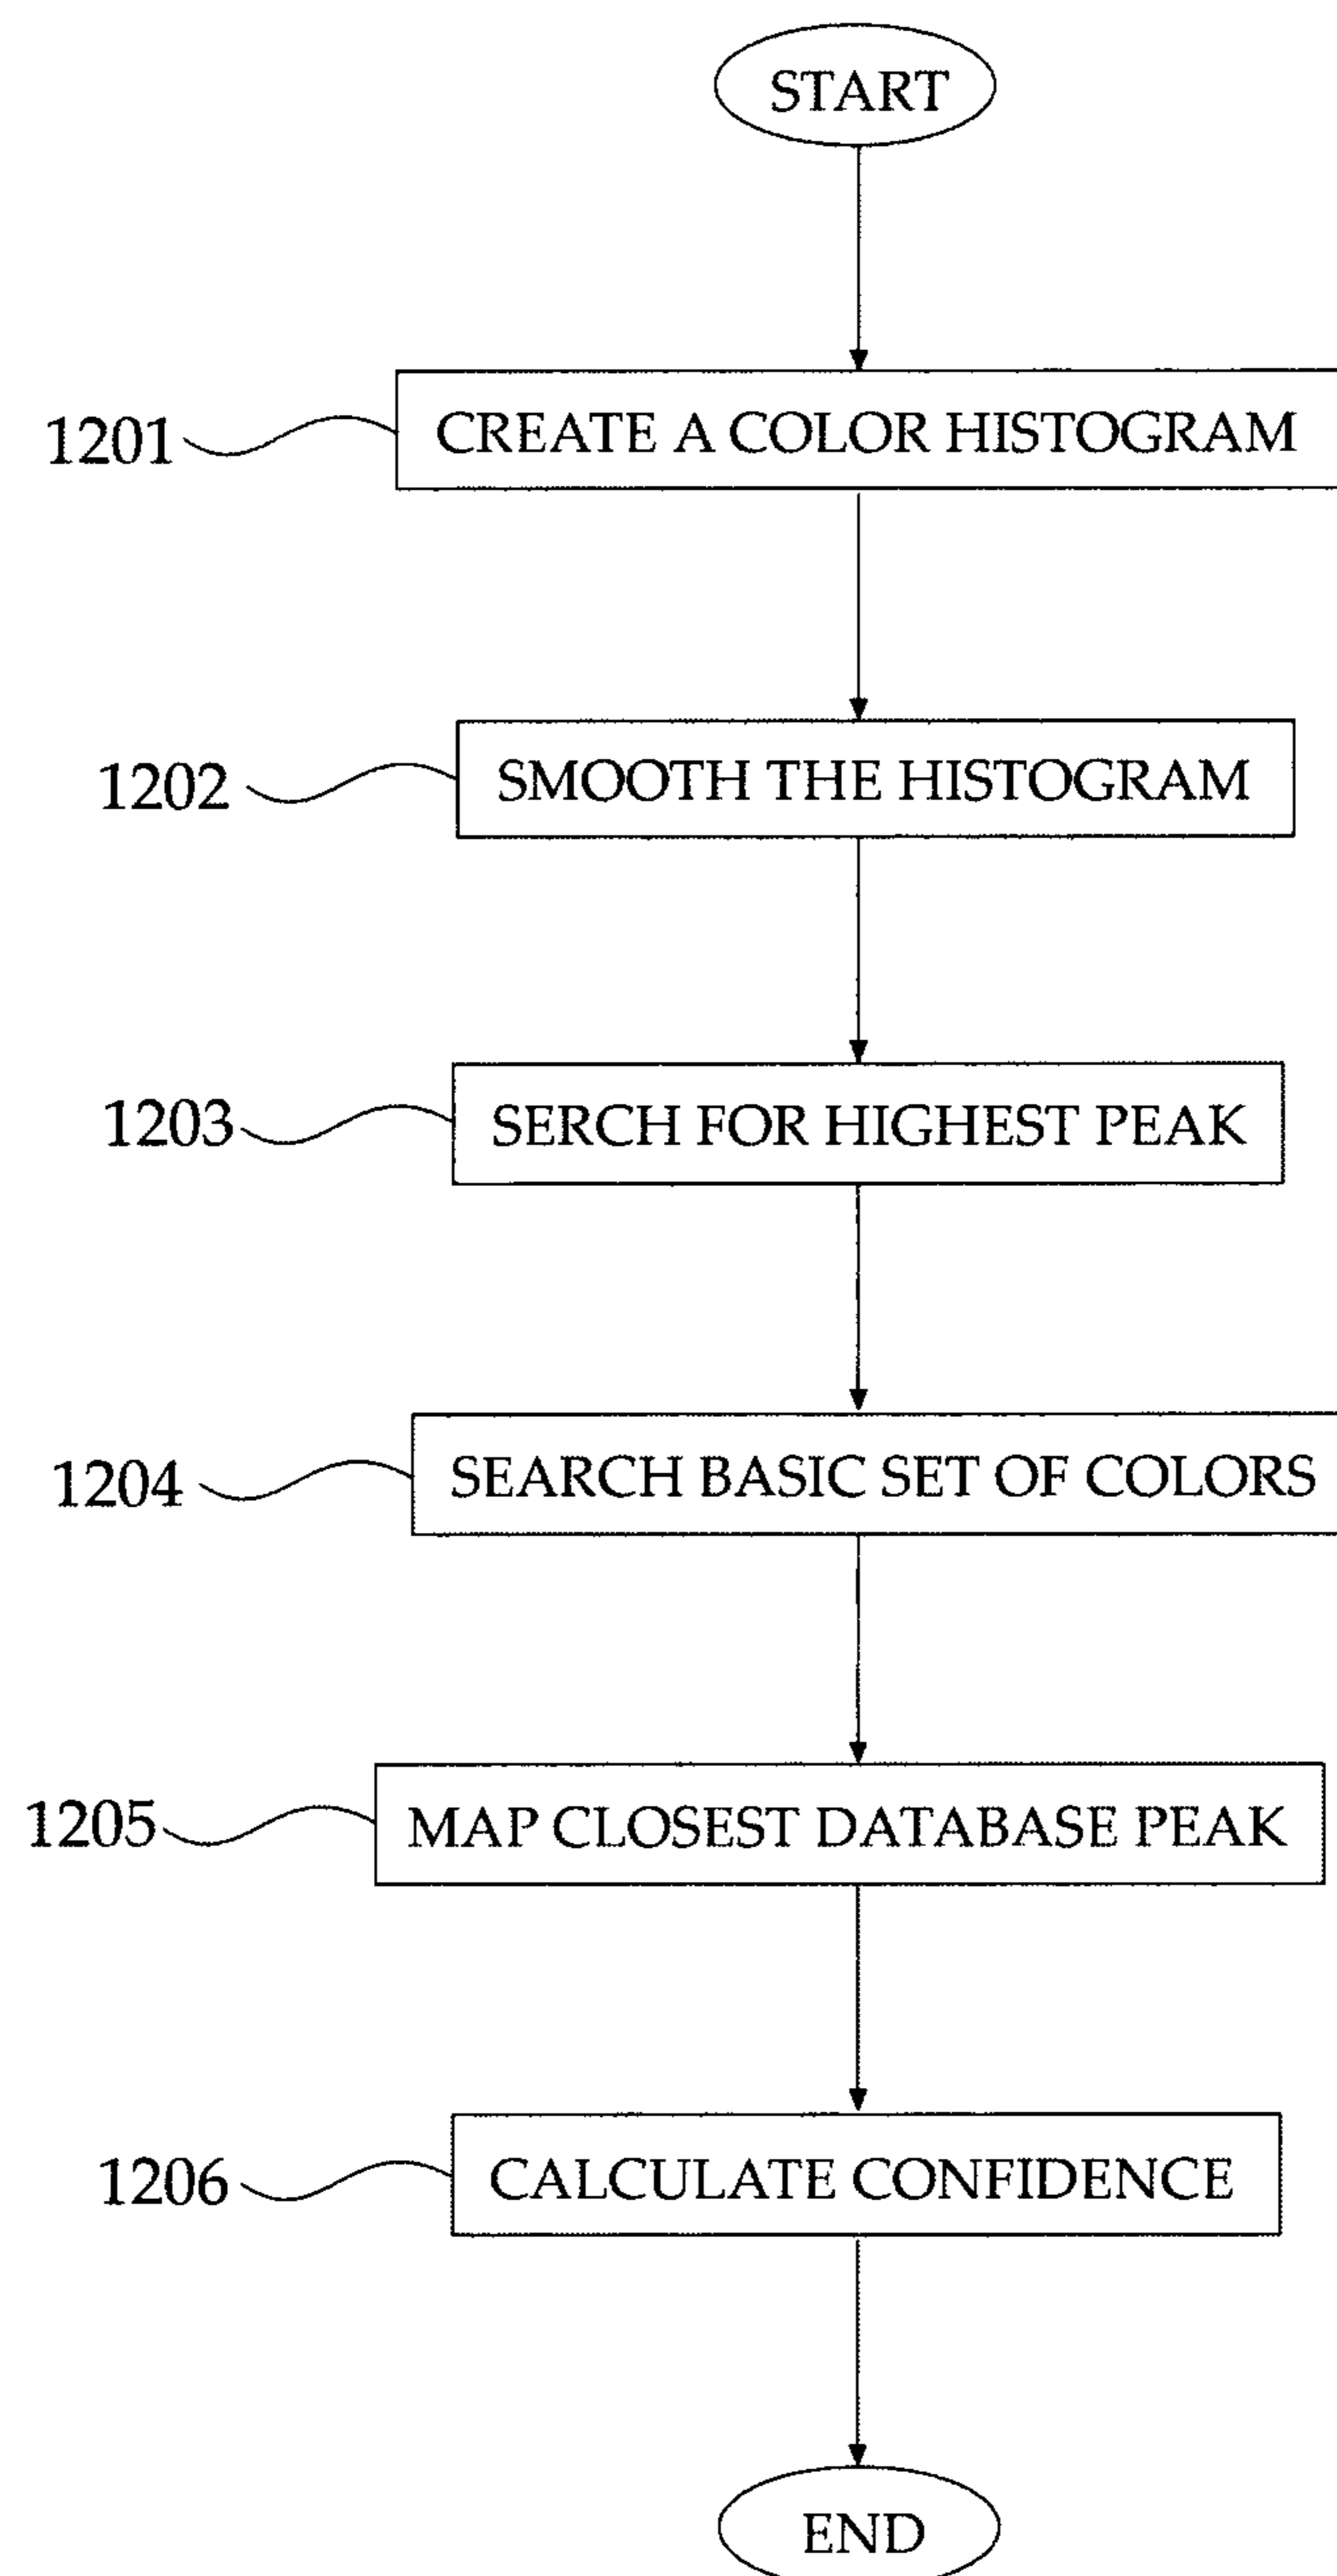 START
1201 CREATE A COLOR HISTOGRAM
1202 SMOOTH THE HISTOGRAM
1203 SERCH FOR HIGHEST PEAK
1204 SEARCH BASIC SET OF COLORS
1205 MAP CLOSEST DATABASE PEAK
1206 CALCULATE CONFIDENCE
END